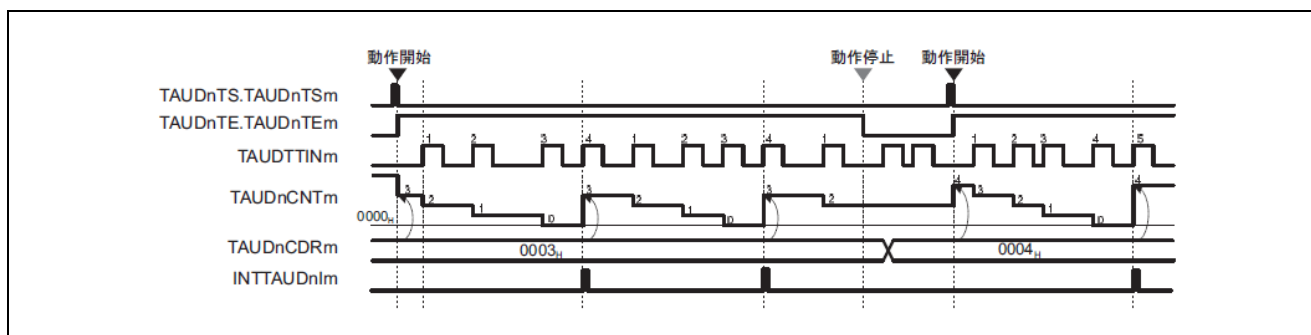 動作開始 動作停止 動作開始
TAUDnTS.TAUDnTSm
TAUDnTE.TAUDnTEm
1 2 3 4 1 2 3 4 1 1 2 3 4 5
TAUDTTINm
3 2 1 0 3 2 1 0 3 2 4 3 2 1 0 4
TAUDnCNTm
0000H
TAUDnCDRm
0003H 0004H
INTTAUDnIm